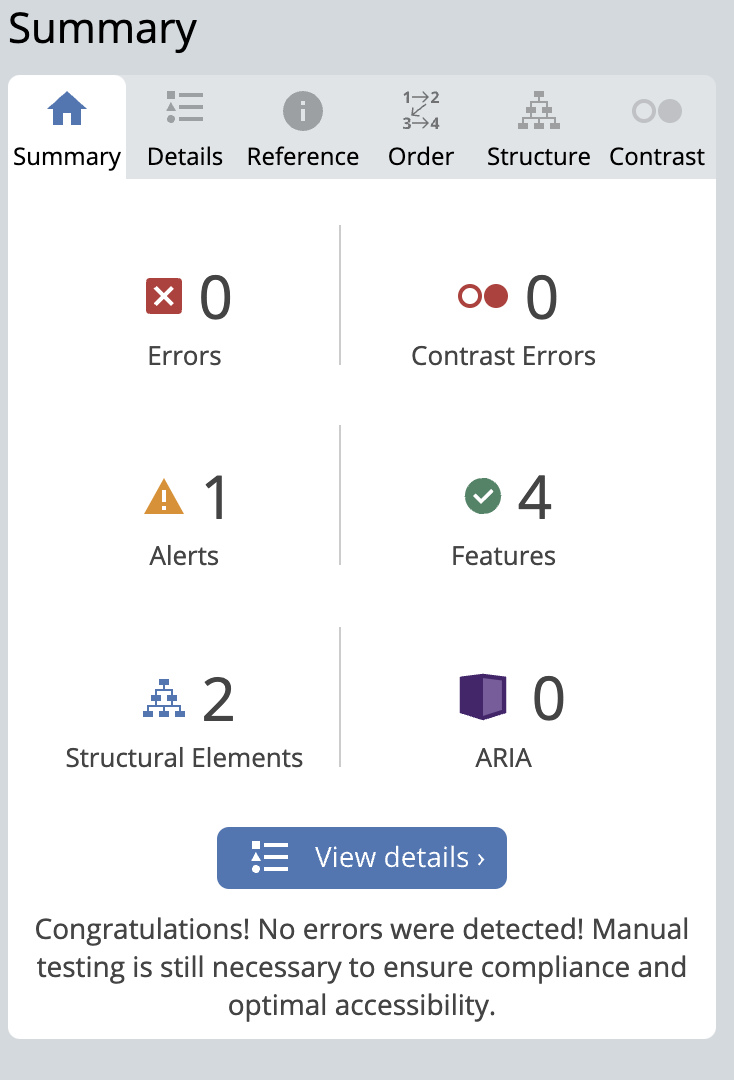 Summary
1 2
3 4
Summary Details Reference Order Structure Contrast
0 0
Errors Contrast Errors
1 4
Alerts Features
2 0
Structural Elements ARIA
View details ›
Congratulations! No errors were detected! Manual
testing is still necessary to ensure compliance and
optimal accessibility.